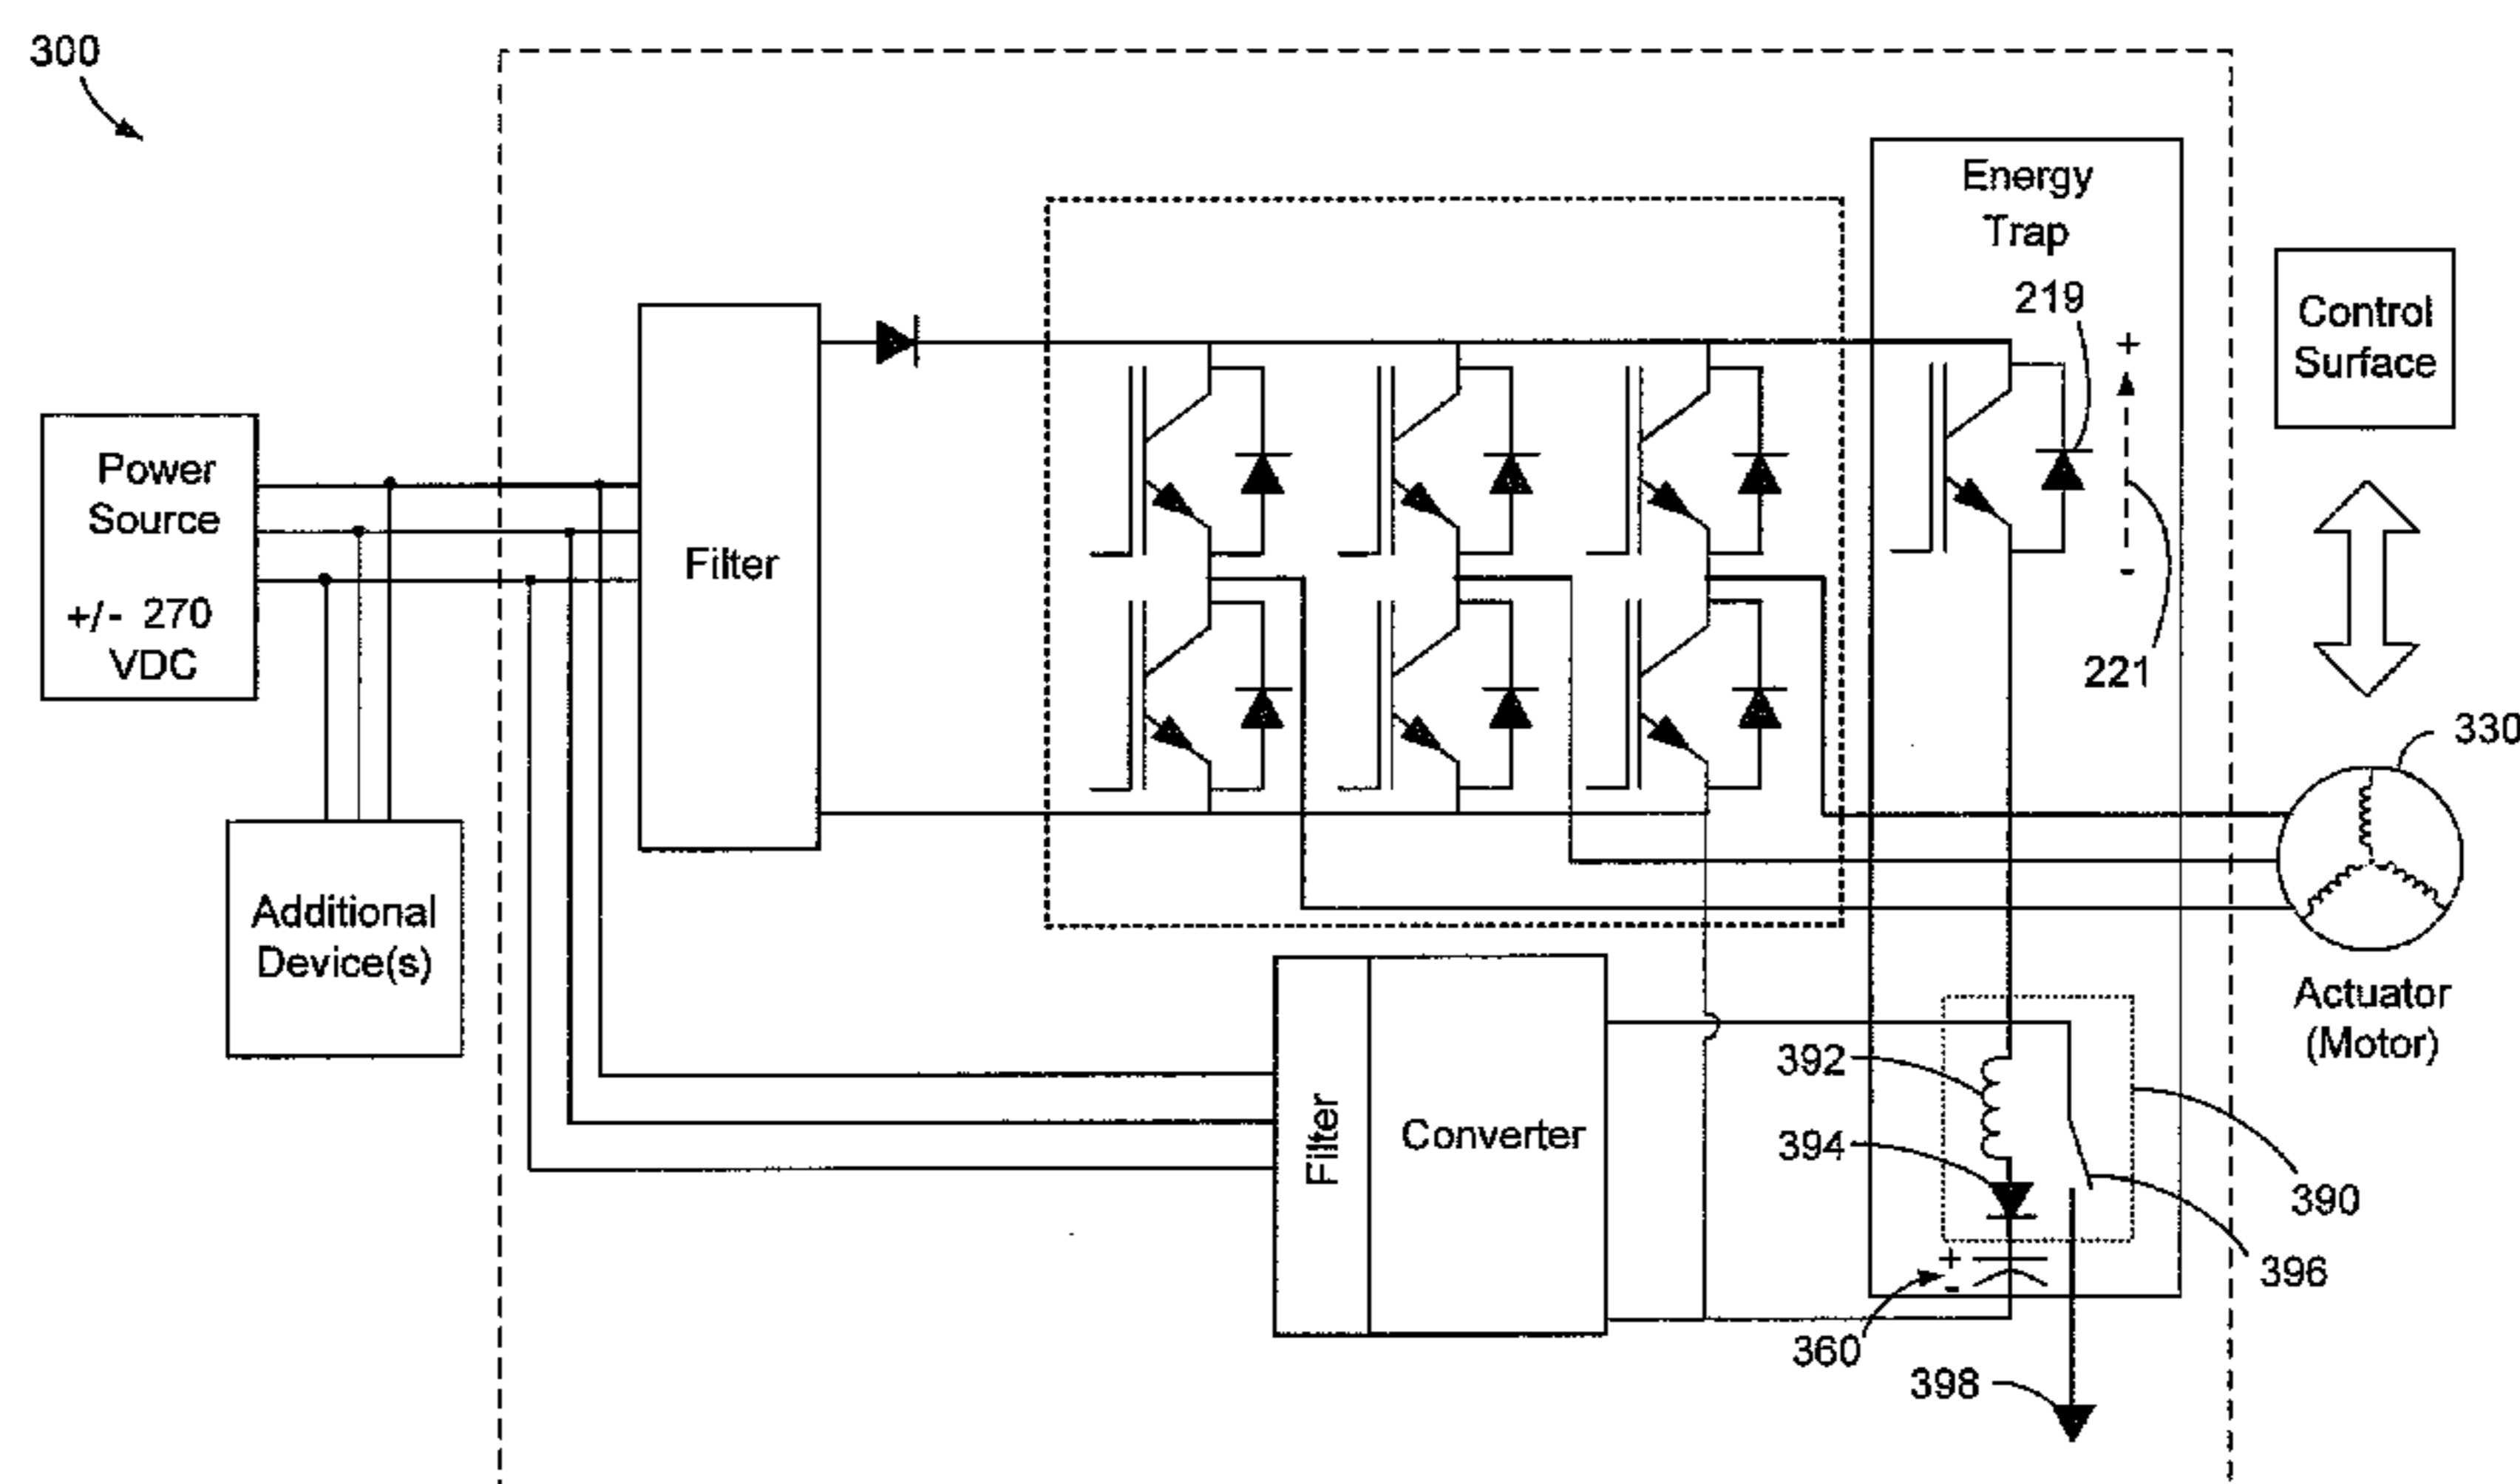 300
Energy
Trap
219
+
-
221
Control
Surface
Power
Source
+/- 270
VDC
Filter
330
Additional
Device(s)
Actuator
(Motor)
Filter
Converter
392
394
390
396
+
-
360
398